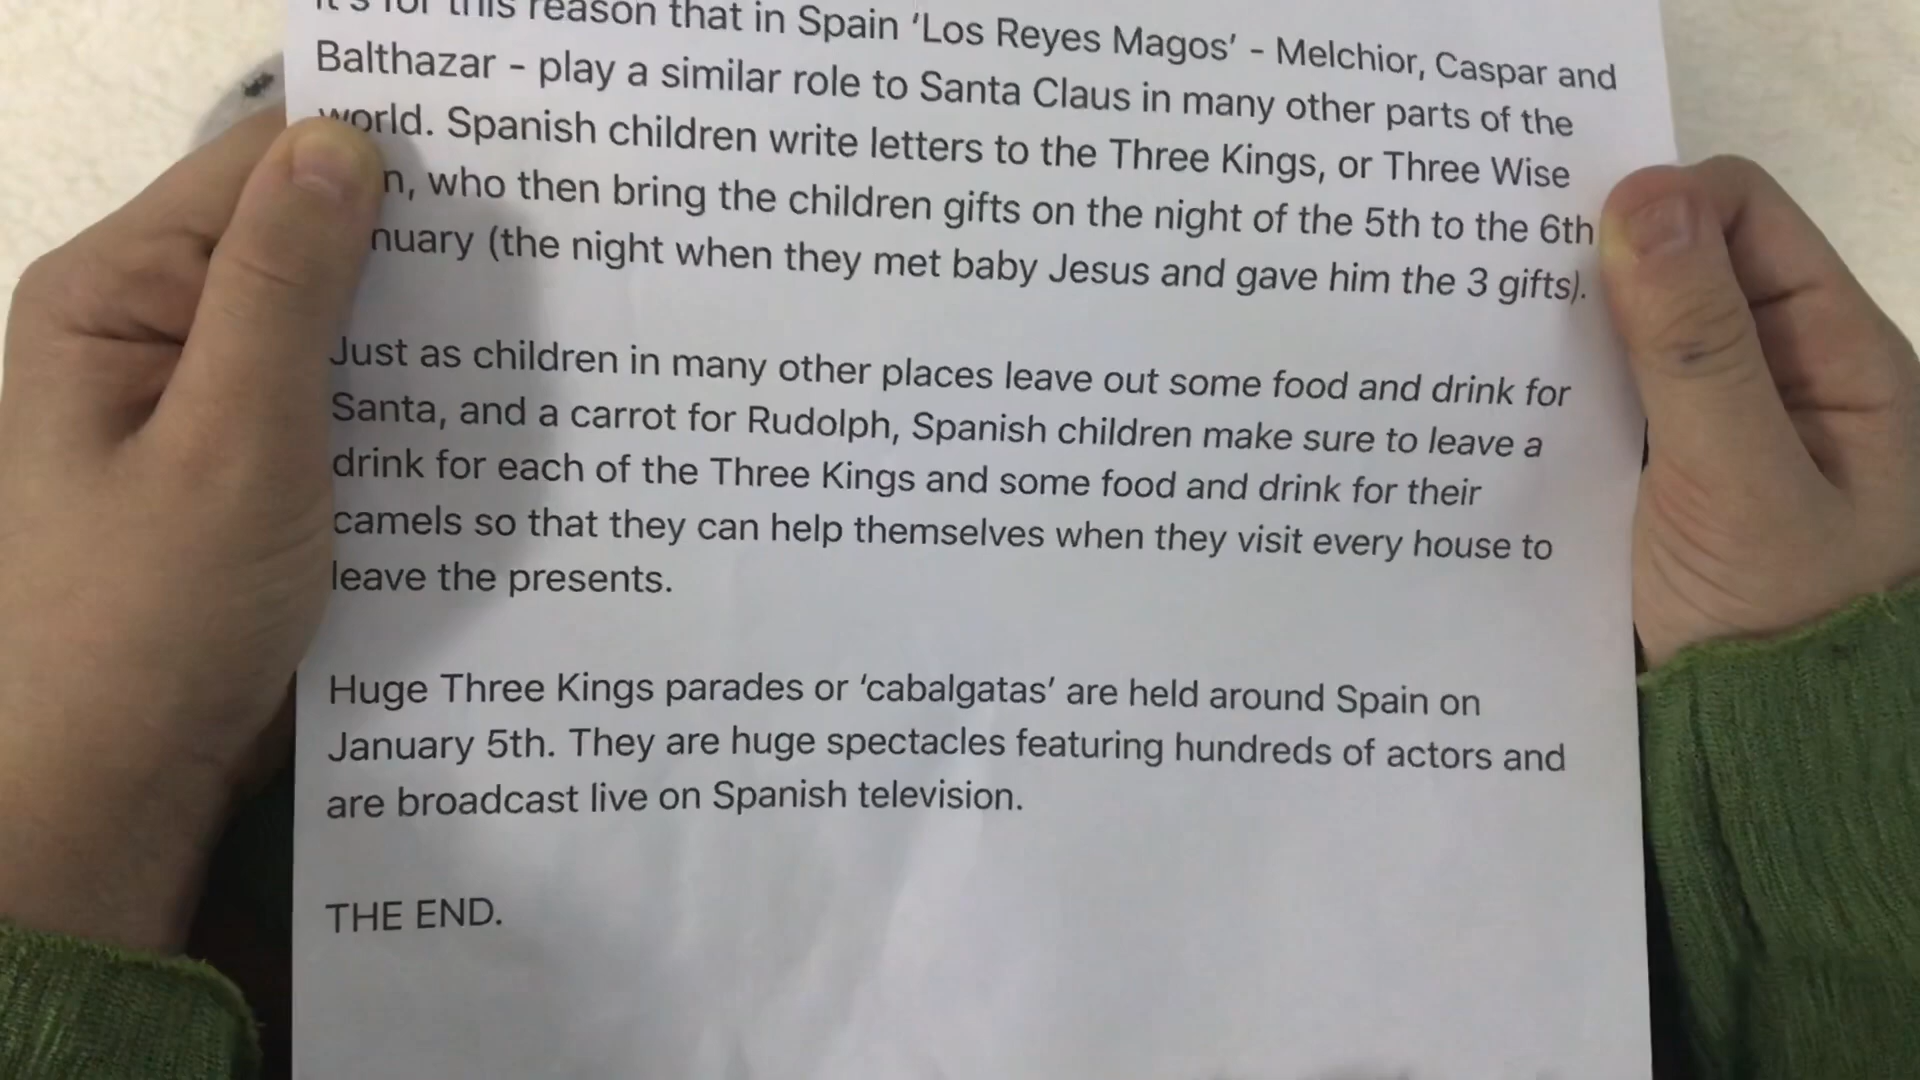 It's for this reason that in Spain ‘Los Reyes Magos’ - Melchior, Caspar and
Balthazar - play a similar role to Santa Claus in many other parts of the
world. Spanish children write letters to the Three Kings, or Three Wise
n, who then bring the children gifts on the night of the 5th to the 6th
nuary (the night when they met baby Jesus and gave him the 3 gifts).
Just as children in many other places leave out some food and drink for
Santa, and a carrot for Rudolph, Spanish children make sure to leave a
drink for each of the Three Kings and some food and drink for their
camels so that they can help themselves when they visit every house to
leave the presents.
Huge Three Kings parades or ‘cabalgatas’ are held around Spain on
January 5th. They are huge spectacles featuring hundreds of actors and
are broadcast live on Spanish television.
THE END.